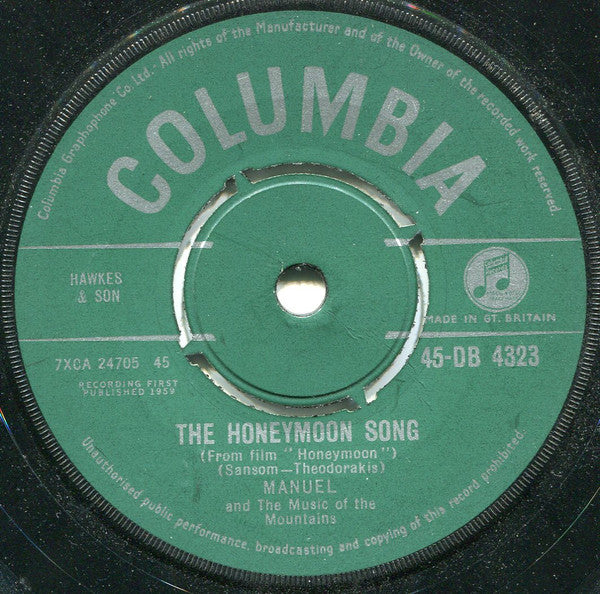 Columbia Graphophone Co. Ltd.- All rights of the Manufacturer and of the Owner of the recorded work reserved.
COLUMBIA
HAWKES
& SON
MADE IN GT. BRITAIN
7XCA 24705 45
45-DB 4323
RECORDING FIRST
PUBLISHED 1959
THE HONEYMOON SONG
(From film "Honeymoon")
(Sansom—Theodorakis)
MANUEL
and The Music of the
Mountains
Unauthorised public performance, broadcasting and copying of this record prohibited.